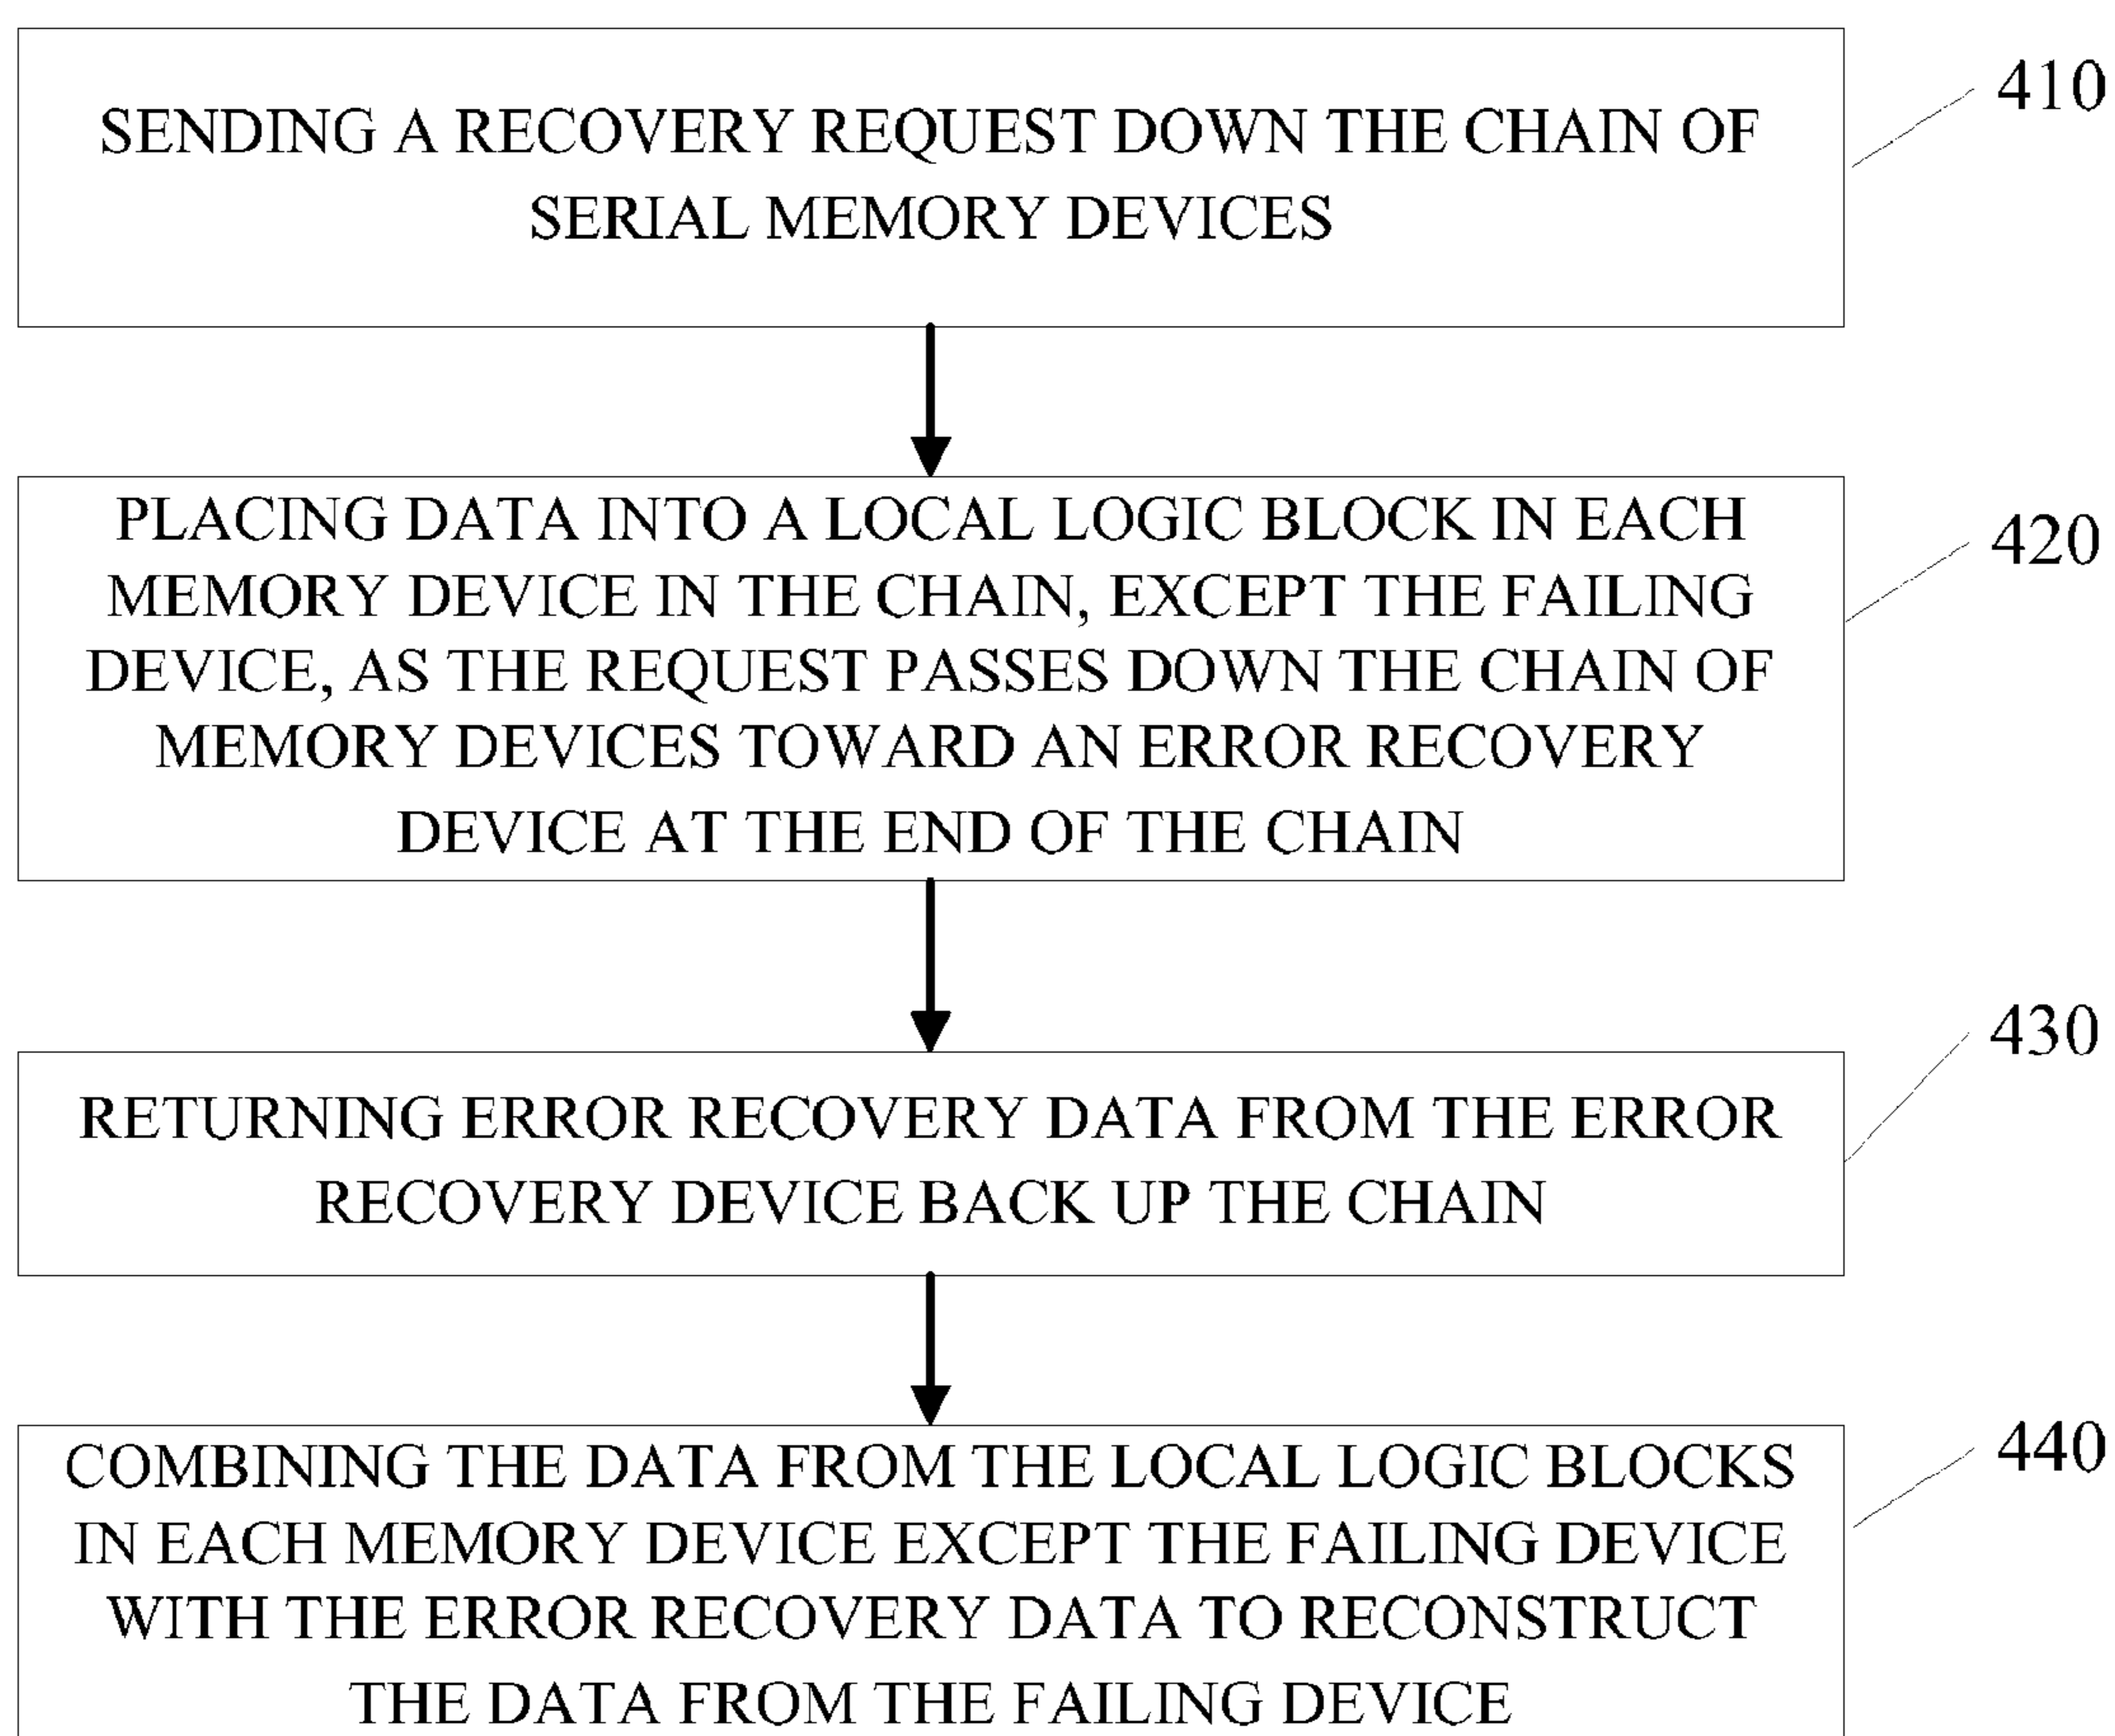 SENDING A RECOVERY REQUEST DOWN THE CHAIN OF
SERIAL MEMORY DEVICES
410
PLACING DATA INTO A LOCAL LOGIC BLOCK IN EACH
MEMORY DEVICE IN THE CHAIN, EXCEPT THE FAILING
DEVICE, AS THE REQUEST PASSES DOWN THE CHAIN OF
MEMORY DEVICES TOWARD AN ERROR RECOVERY
DEVICE AT THE END OF THE CHAIN
420
RETURNING ERROR RECOVERY DATA FROM THE ERROR
RECOVERY DEVICE BACK UP THE CHAIN
430
COMBINING THE DATA FROM THE LOCAL LOGIC BLOCKS
IN EACH MEMORY DEVICE EXCEPT THE FAILING DEVICE
WITH THE ERROR RECOVERY DATA TO RECONSTRUCT
THE DATA FROM THE FAILING DEVICE
440